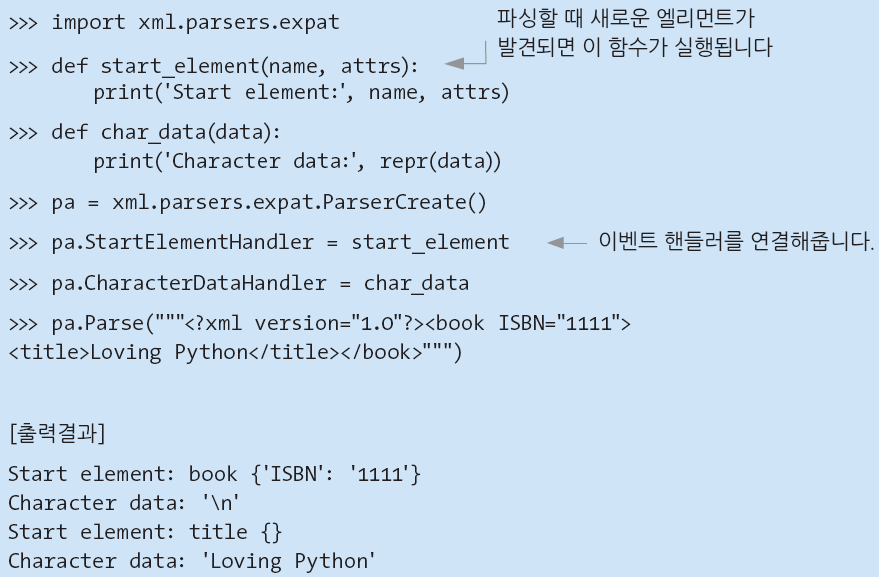 >>> import xml.parsers.expat
파싱할 때 새로운 엘리먼트가
발견되면 이 함수가 실행됩니다
>>> def start_element(name, attrs):
print('Start element:', name, attrs)
>>> def char_data(data):
print('Character data:', repr(data))
>>> pa = xml.parsers.expat.ParserCreate()
>>> pa.StartElementHandler = start_element
이벤트 핸들러를 연결해줍니다.
>>> pa.CharacterDataHandler = char_data
>>> pa.Parse("""<?xml version="1.0"?><book ISBN="1111">
<title>Loving Python</title></book>""")
[출력결과]
Start element: book {'ISBN': '1111'}
Character data: '\n'
Start element: title {}
Character data: 'Loving Python'